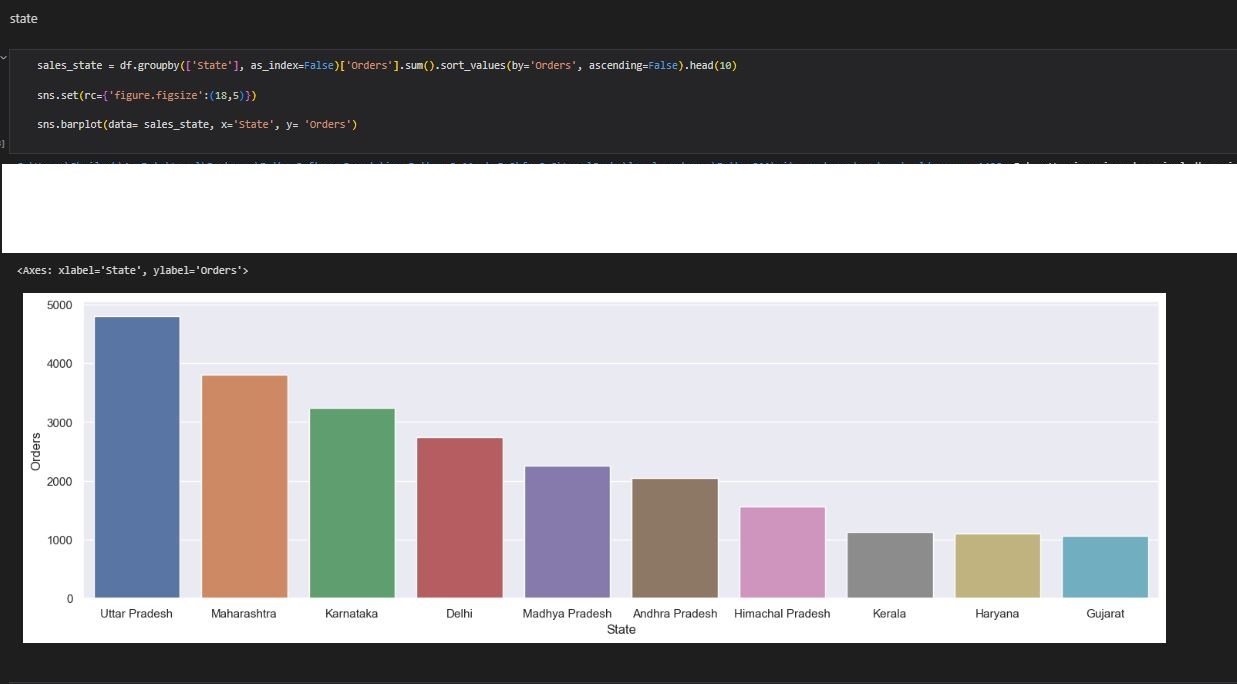 state
sales_state = df.groupby(['State'], as_index=False)['Orders'].sum().sort_values(by='Orders', ascending=False).head(10)
sns.set(rc={'figure.figsize':(18,5)})
sns.barplot(data= sales_state, x='State', y= 'Orders')
<Axes: xlabel='State', ylabel='Orders'>
5000
4000
3000
2000
1000
0
Orders
Uttar Pradesh Maharashtra Karnataka Delhi Madhya Pradesh Andhra Pradesh Himachal Pradesh Kerala Haryana Gujarat
State